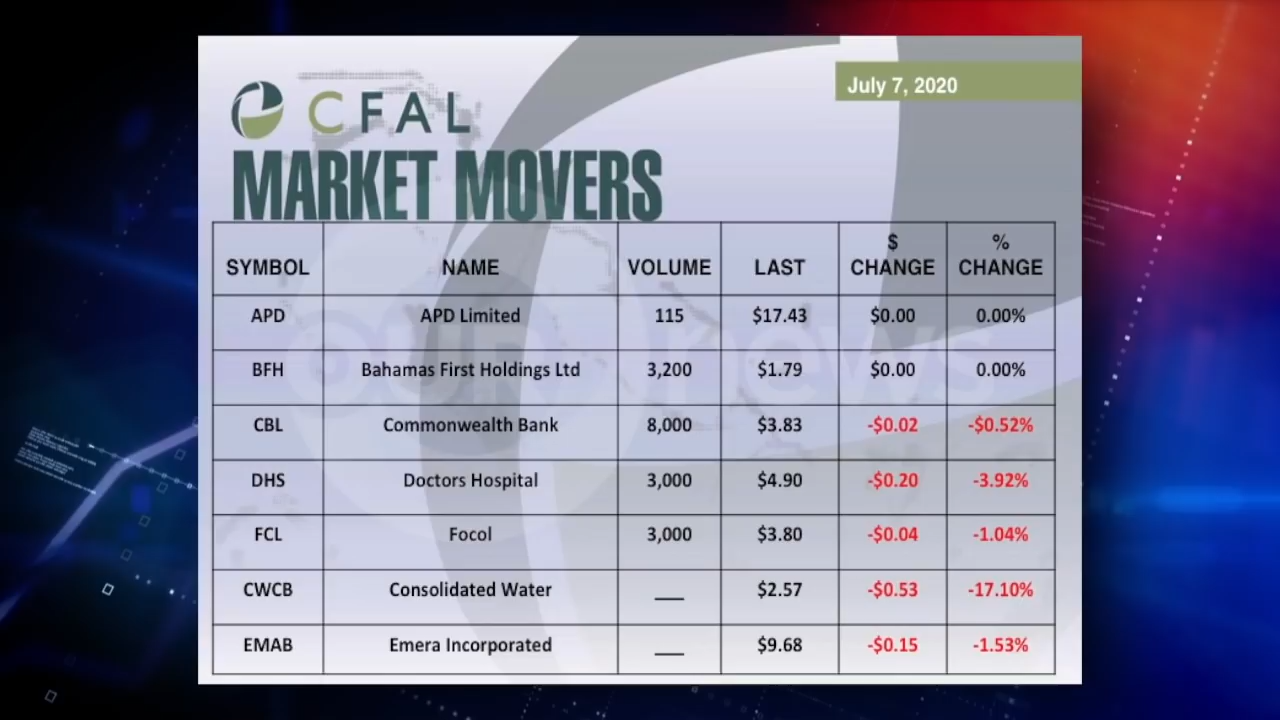 July 7, 2020
CFAL
MARKET MOVERS
SYMBOL NAME VOLUME LAST $ CHANGE % CHANGE
APD APD Limited 115 $17.43 $0.00 0.00%
BFH Bahamas First Holdings Ltd 3,200 $1.79 $0.00 0.00%
CBL Commonwealth Bank 8,000 $3.83 -$0.02 -$0.52%
DHS Doctors Hospital 3,000 $4.90 -$0.20 -3.92%
FCL Focol 3,000 $3.80 -$0.04 -1.04%
CWCB Consolidated Water __ $2.57 -$0.53 -17.10%
EMAB Emera Incorporated __ $9.68 -$0.15 -1.53%
our news